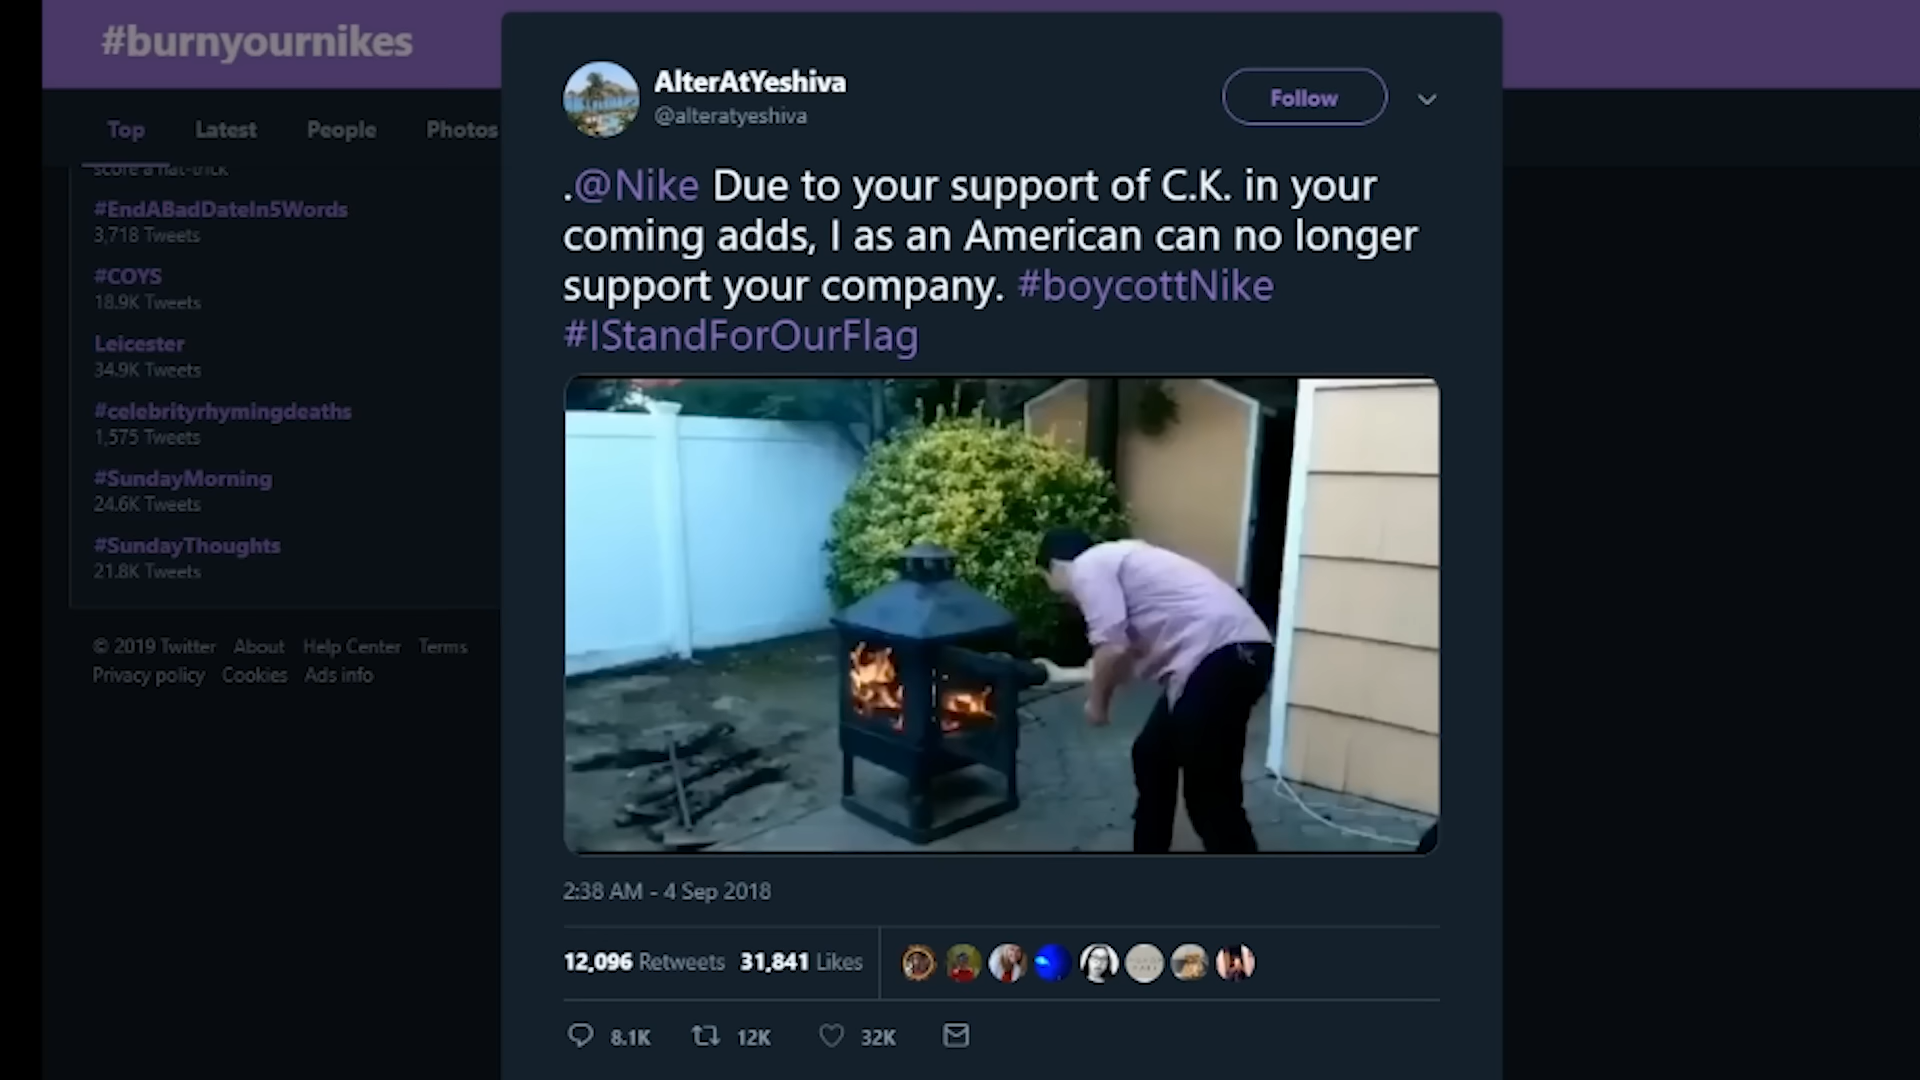 #burnyournikes
Top Latest People Photos
score a hat-trick
#EndABadDateIn5Words
3,718 Tweets
#COYS
18.9K Tweets
Leicester
34.9K Tweets
#celebrityrhymingdeaths
1,575 Tweets
#SundayMorning
24.6K Tweets
#SundayThoughts
21.8K Tweets
© 2019 Twitter About Help Center Terms
Privacy policy Cookies Ads info
AlterAtYeshiva
@alteratyeshiva
Follow
.@Nike Due to your support of C.K. in your
coming adds, I as an American can no longer
support your company. #boycottNike
#IStandForOurFlag
2:38 AM - 4 Sep 2018
12,096 Retweets 31,841 Likes
8.1K 12K 32K